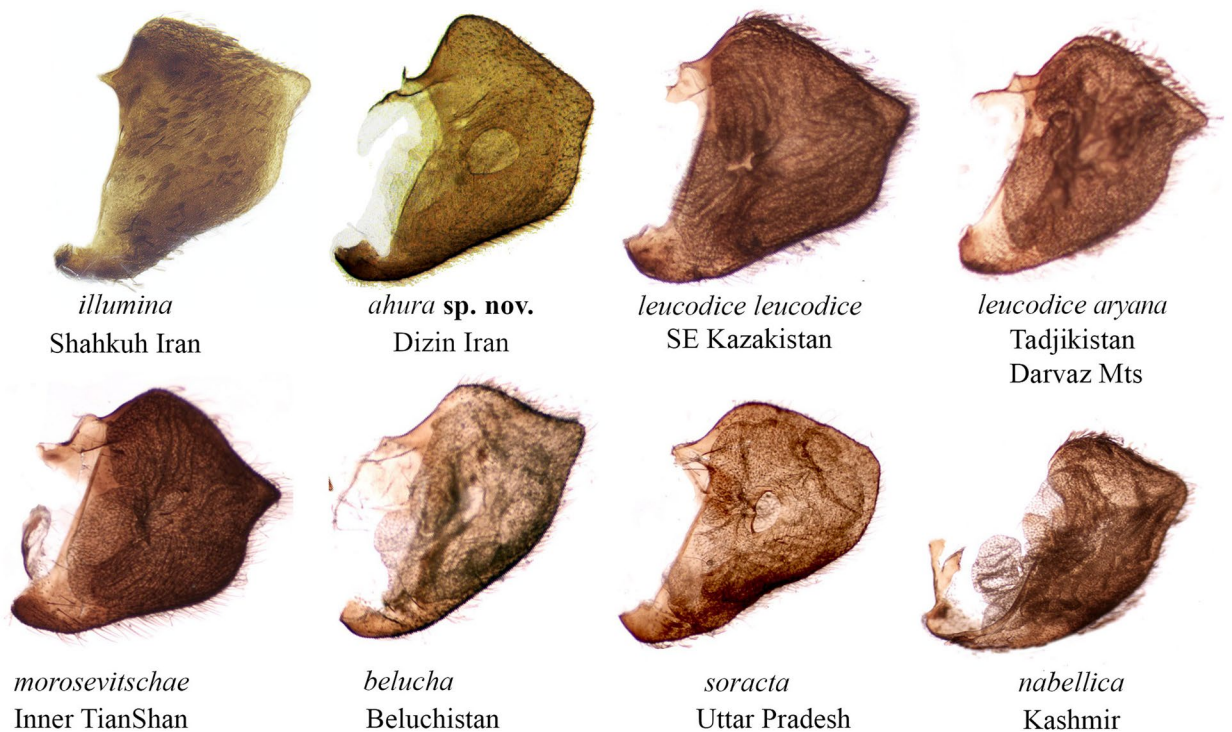 illumina
Shahkuh Iran
ahura sp. nov.
Dizin Iran
leucodice leucodice
SE Kazakistan
leucodice aryana
Tadjikistan
Darvaz Mts
morosevitschae
Inner TianShan
belucha
Beluchistan
soracta
Uttar Pradesh
nabellica
Kashmir